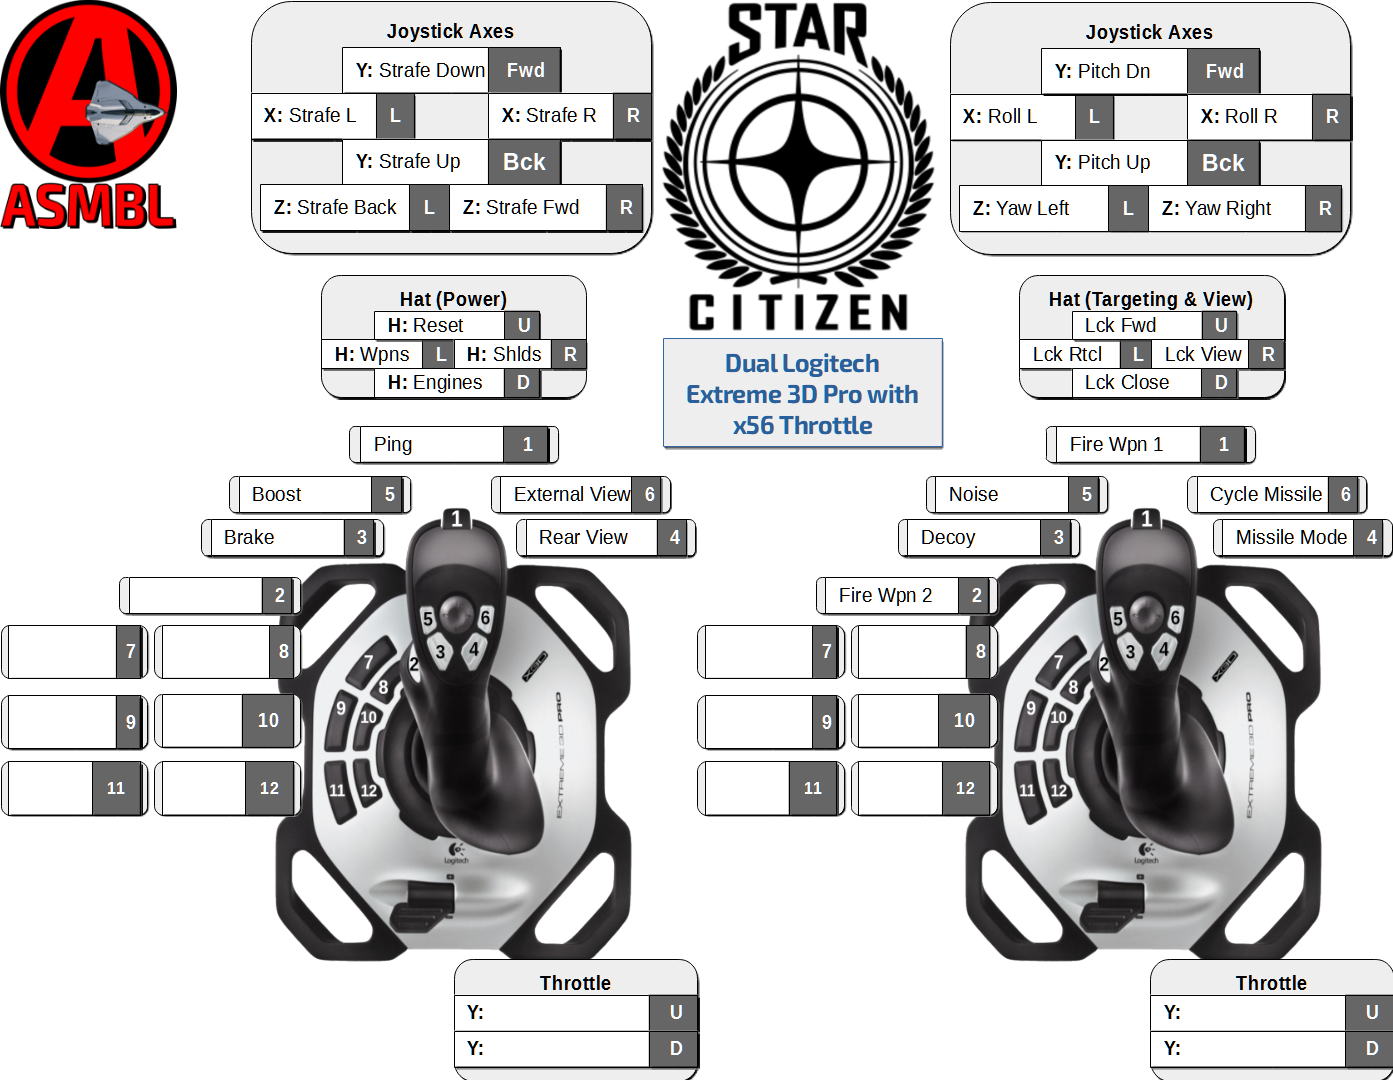 ASMBL
Joystick Axes
Y: Strafe Down Fwd
X: Strafe L L X: Strafe R R
Y: Strafe Up Bck
Z: Strafe Back L Z: Strafe Fwd R
Hat (Power)
H: Reset U
H: Wpns L H: Shlds R
H: Engines D
Ping 1
Boost 5 External View 6
Brake 3 Rear View 4
2
7 8
9 10
11 12
1
5 6
3 4
2
7
8
9 10
11 12
XGD
EXTREME 3D PRO
Logitech
Throttle
Y: U
Y: D
STAR
CITIZEN
Dual Logitech
Extreme 3D Pro with
x56 Throttle
Joystick Axes
Y: Pitch Dn Fwd
X: Roll L L X: Roll R R
Y: Pitch Up Bck
Z: Yaw Left L Z: Yaw Right R
Hat (Targeting & View)
Lck Fwd U
Lck Rtcl L Lck View R
Lck Close D
Fire Wpn 1 1
Noise 5 Cycle Missile 6
Decoy 3 Missile Mode 4
Fire Wpn 2 2
7 8
9 10
11 12
1
5 6
3 4
2
7
8
9 10
11 12
XGD
EXTREME 3D PRO
Logitech
Throttle
Y: U
Y: D